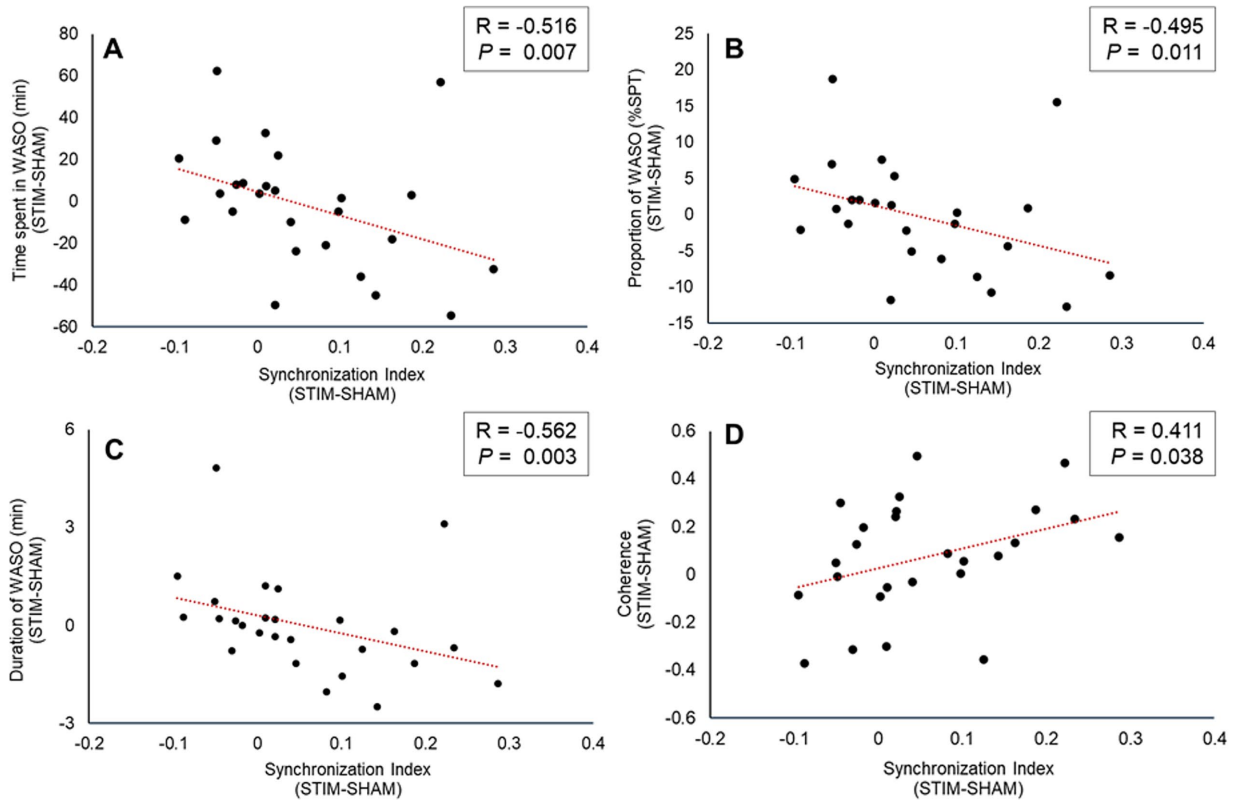 A
R = -0.516
P = 0.007
80
60
40
20
0
-20
-40
-60
Time spent in WASO (min)
(STIM-SHAM)
-0.2 -0.1 0 0.1 0.2 0.3 0.4
Synchronization Index
(STIM-SHAM)
B
R = -0.495
P = 0.011
25
20
15
10
5
0
-5
-10
-15
Proportion of WASO (%SPT)
(STIM-SHAM)
-0.2 -0.1 0 0.1 0.2 0.3 0.4
Synchronization Index
(STIM-SHAM)
C
R = -0.562
P = 0.003
6
3
0
-3
Duration of WASO (min)
(STIM-SHAM)
-0.2 -0.1 0 0.1 0.2 0.3 0.4
Synchronization Index
(STIM-SHAM)
D
R = 0.411
P = 0.038
0.6
0.4
0.2
0
-0.2
-0.4
-0.6
Coherence
(STIM-SHAM)
-0.2 -0.1 0 0.1 0.2 0.3 0.4
Synchronization Index
(STIM-SHAM)